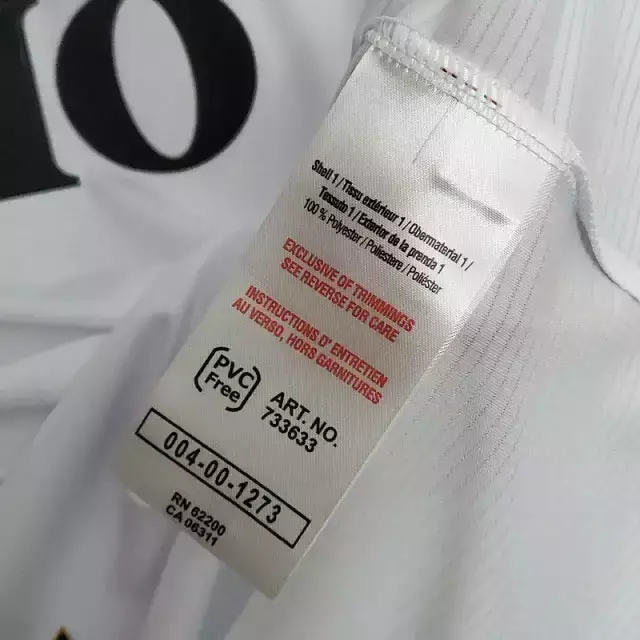 10
Shell 1 / Tissu extérieur 1 / Obermaterial 1 /
Tessuto 1 / Exterior de la prenda 1
100 % Polyester / Poliestere / Poliéster
EXCLUSIVE OF TRIMMINGS
SEE REVERSE FOR CARE
INSTRUCTIONS D' ENTRETIEN
AU VERSO, HORS GARNITURES
PVC
Free
ART. NO.
733633
004-00-1273
RN 62200
CA 06311